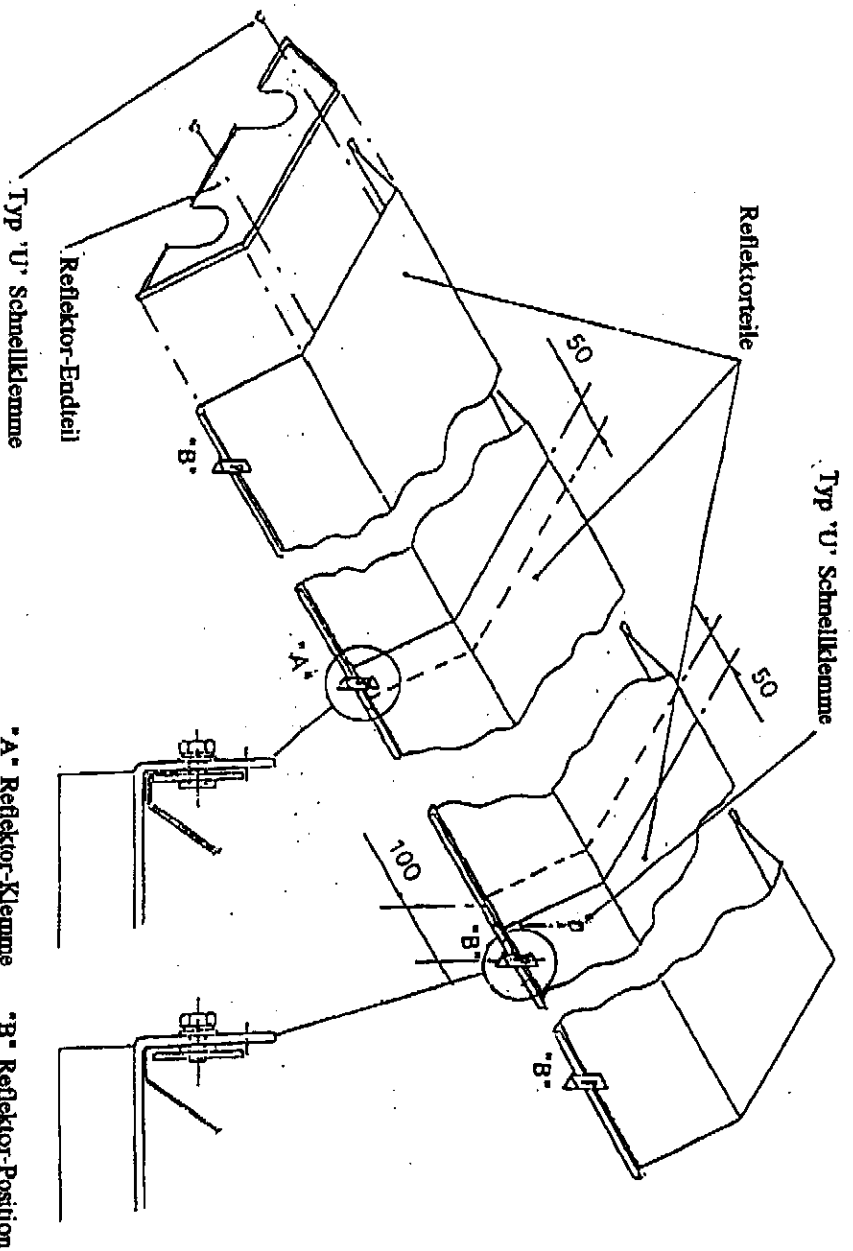 Typ 'U' Schnellklemme
Reflektorteile
50
50
100
"B"
"B"
"A"
"B"
Reflektor-Endteil
Typ 'U' Schnellklemme
"A" Reflektor-Klemme
"B" Reflektor-Position